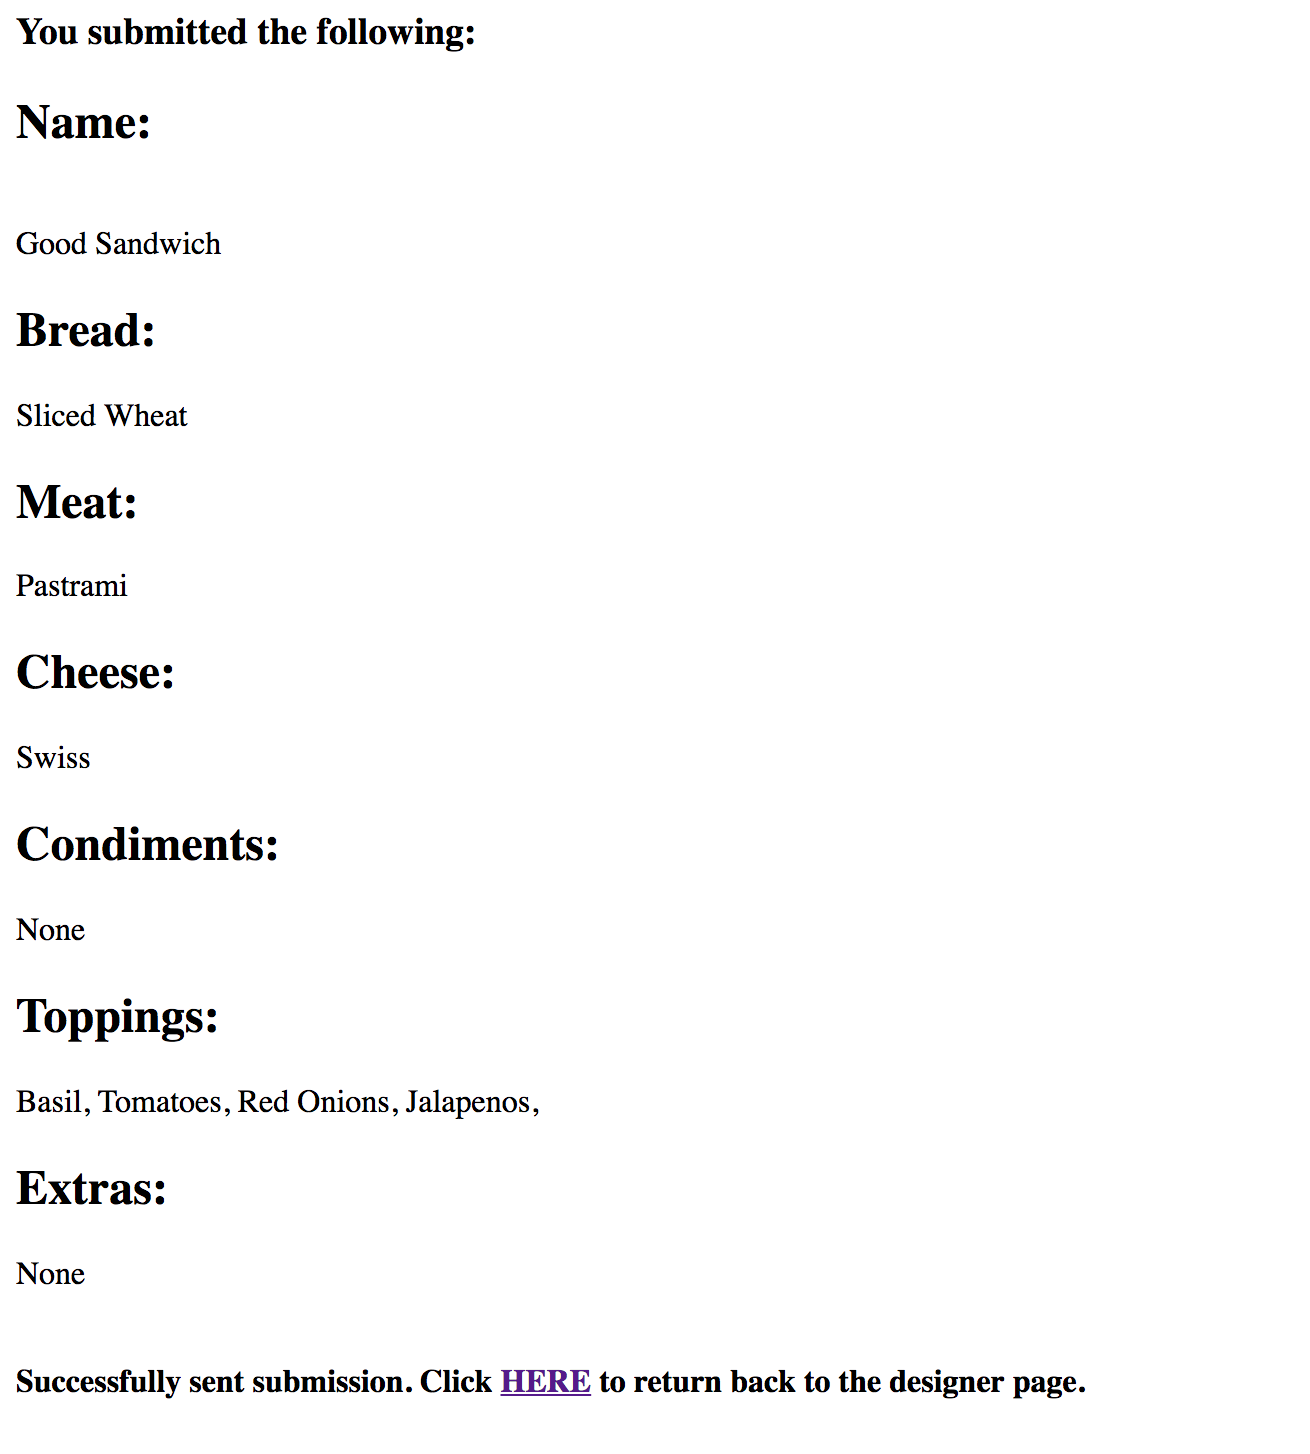 You submitted the following:
Name:
Good Sandwich
Bread:
Sliced Wheat
Meat:
Pastrami
Cheese:
Swiss
Condiments:
None
Toppings:
Basil, Tomatoes, Red Onions, Jalapenos,
Extras:
None
Successfully sent submission. Click HERE to return back to the designer page.